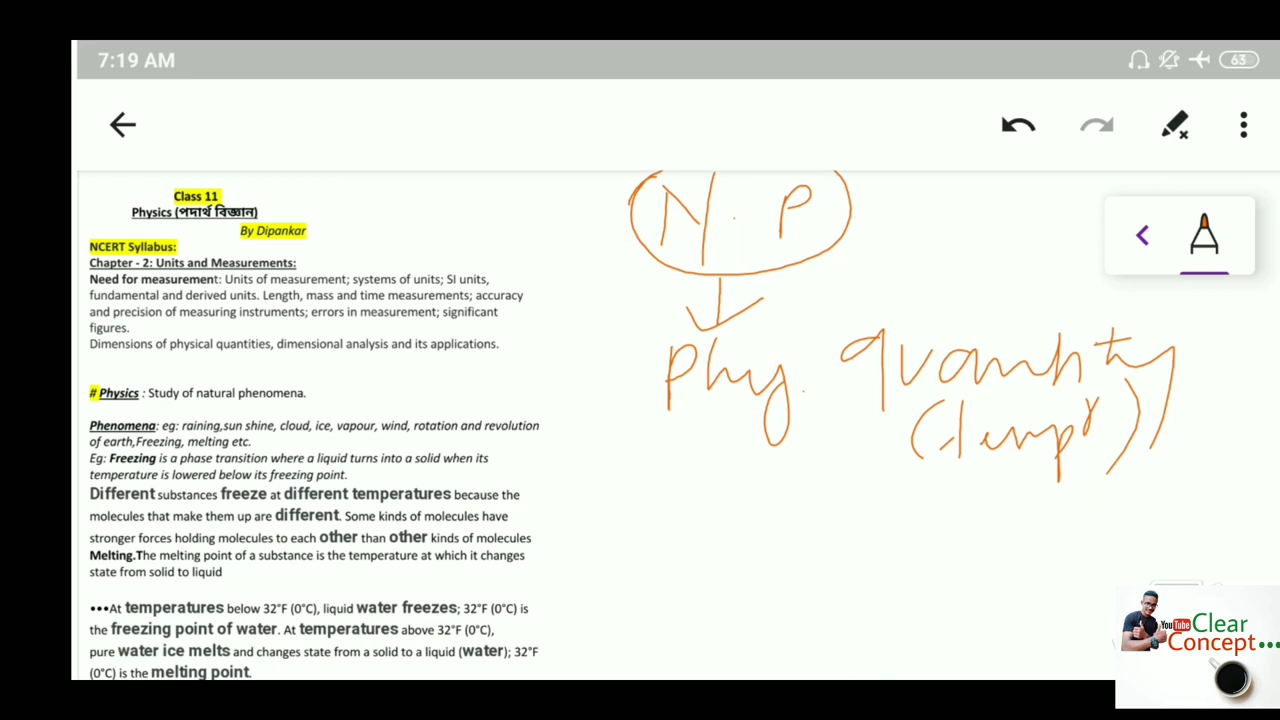 7:19 AM
63
Class 11
Physics (পদার্থ বিজ্ঞান)
By Dipankar
NCERT Syllabus:
Chapter - 2: Units and Measurements:
Need for measurement: Units of measurement; systems of units; SI units,
fundamental and derived units. Length, mass and time measurements; accuracy
and precision of measuring instruments; errors in measurement; significant
figures.
Dimensions of physical quantities, dimensional analysis and its applications.
# Physics : Study of natural phenomena.
Phenomena: eg: raining,sun shine, cloud, ice, vapour, wind, rotation and revolution
of earth,Freezing, melting etc.
Eg: Freezing is a phase transition where a liquid turns into a solid when its
temperature is lowered below its freezing point.
Different substances freeze at different temperatures because the
molecules that make them up are different. Some kinds of molecules have
stronger forces holding molecules to each other than other kinds of molecules
Melting.The melting point of a substance is the temperature at which it changes
state from solid to liquid
•••At temperatures below 32°F (0°C), liquid water freezes; 32°F (0°C) is
the freezing point of water. At temperatures above 32°F (0°C),
pure water ice melts and changes state from a solid to a liquid (water); 32°F
(0°C) is the melting point.
N P
Phy. quantity
(temp^r)
YouTube Clear
Concept•••